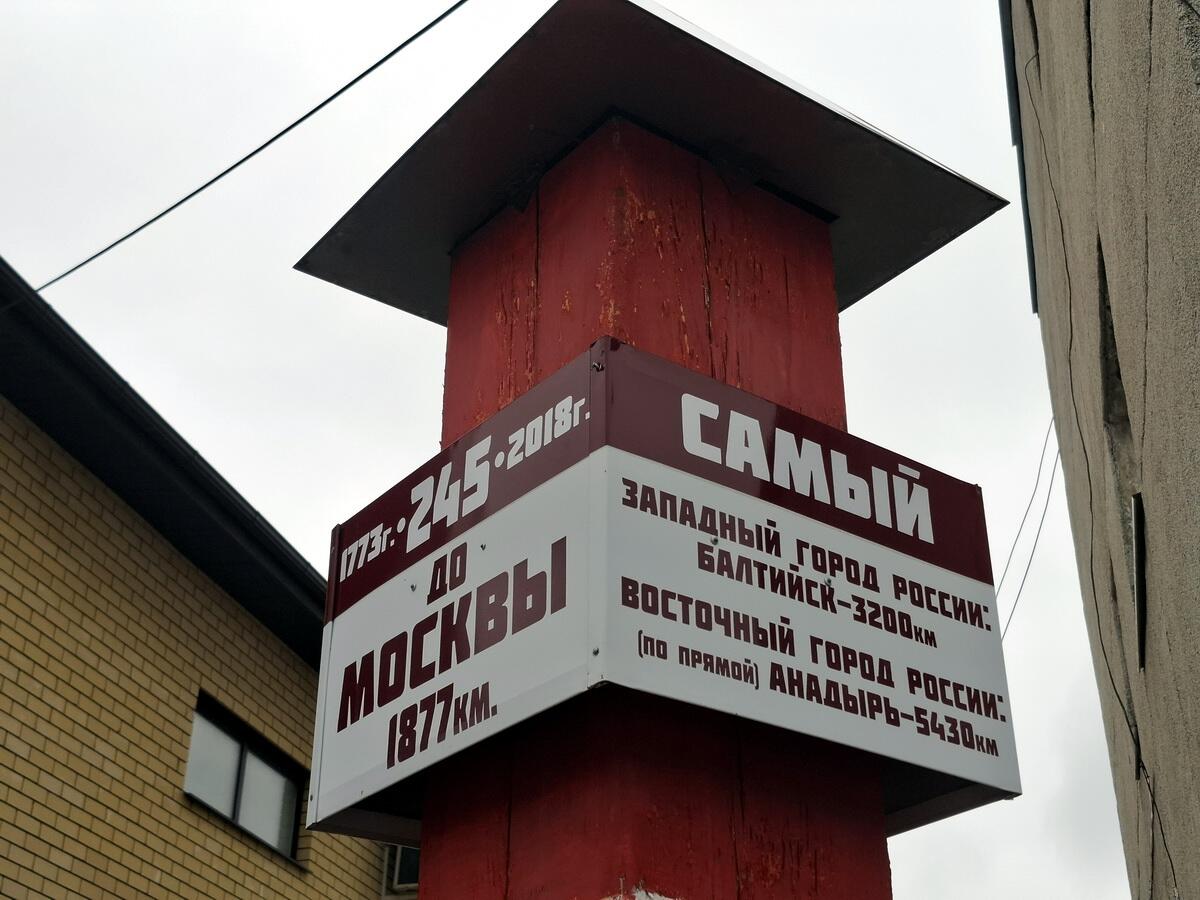 1773г.•245•2018г.
ДО
МОСКВЫ
1877км.
САМЫЙ
ЗАПАДНЫЙ ГОРОД РОССИИ:
БАЛТИЙСК-3200км
ВОСТОЧНЫЙ ГОРОД РОССИИ:
(по прямой) АНАДЫРЬ-5430км